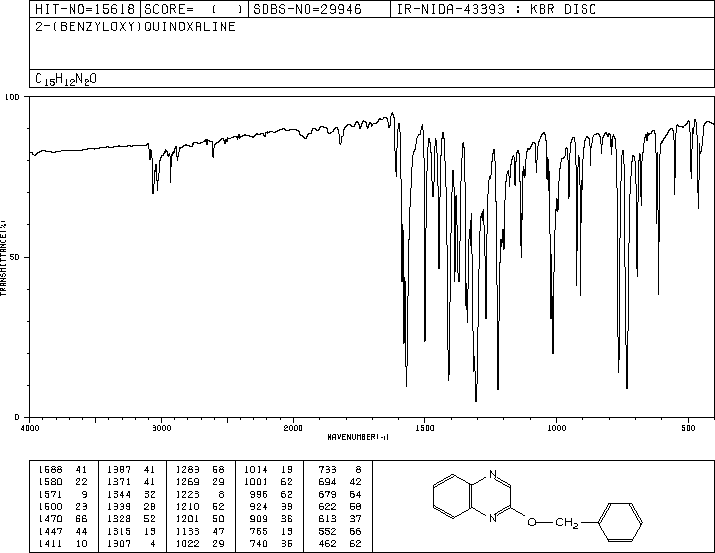 HIT-NO=15618 SCORE= ( ) SDBS-NO=29946 IR-NIDA-43393 : KBR DISC
2-(BENZYLOXY)QUINOXALINE
C15H12N2O
100
50
0
TRANSMITTANCE(%)
4000 3000 2000 1500 1000 500
WAVENUMBER(-1)
1588 41 1387 41 1283 68 1014 19 733 8
1580 22 1371 41 1269 29 1001 62 694 42
1571 9 1344 32 1223 8 996 62 679 64
1500 23 1339 28 1210 52 924 39 622 68
1470 66 1328 52 1201 50 909 36 613 37
1447 44 1315 19 1133 47 765 19 552 66
1411 10 1307 4 1022 29 740 36 462 62
N
N
O
CH2